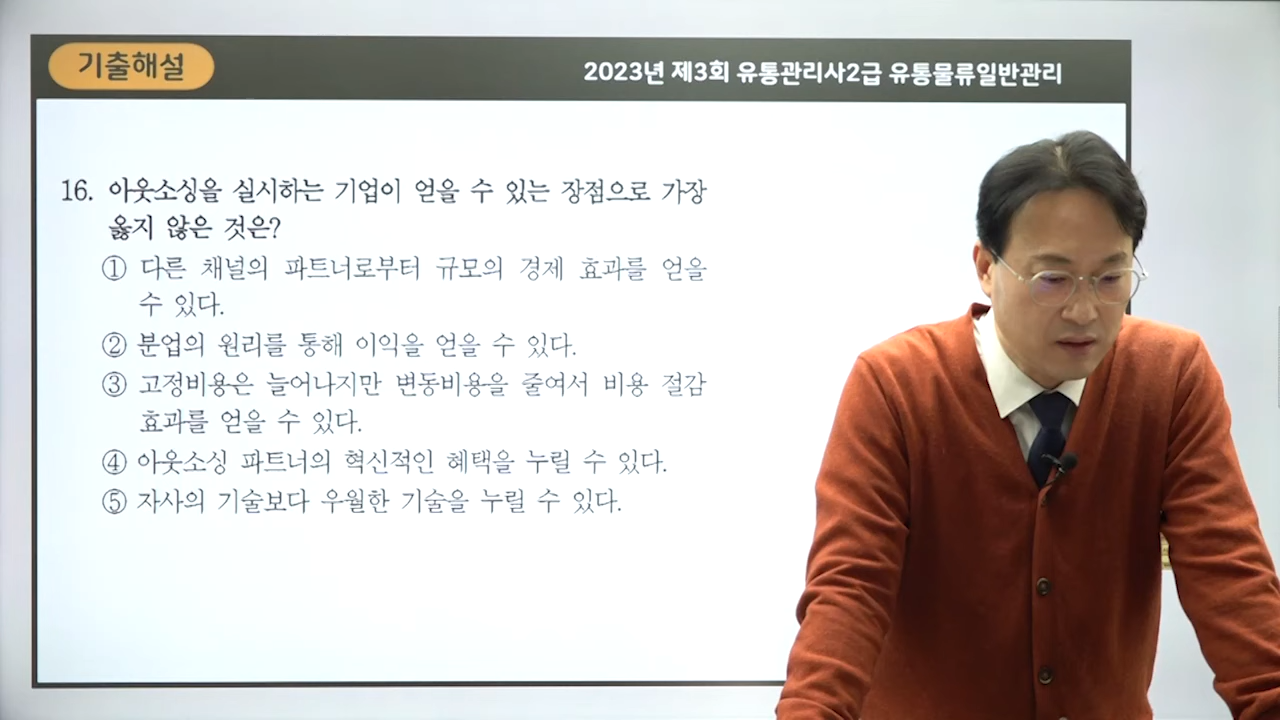 기출해설
2023년 제3회 유통관리사2급 유통물류일반관리
16. 아웃소싱을 실시하는 기업이 얻을 수 있는 장점으로 가장
옳지 않은 것은?
① 다른 채널의 파트너로부터 규모의 경제 효과를 얻을
수 있다.
② 분업의 원리를 통해 이익을 얻을 수 있다.
③ 고정비용은 늘어나지만 변동비용을 줄여서 비용 절감
효과를 얻을 수 있다.
④ 아웃소싱 파트너의 혁신적인 혜택을 누릴 수 있다.
⑤ 자사의 기술보다 우월한 기술을 누릴 수 있다.